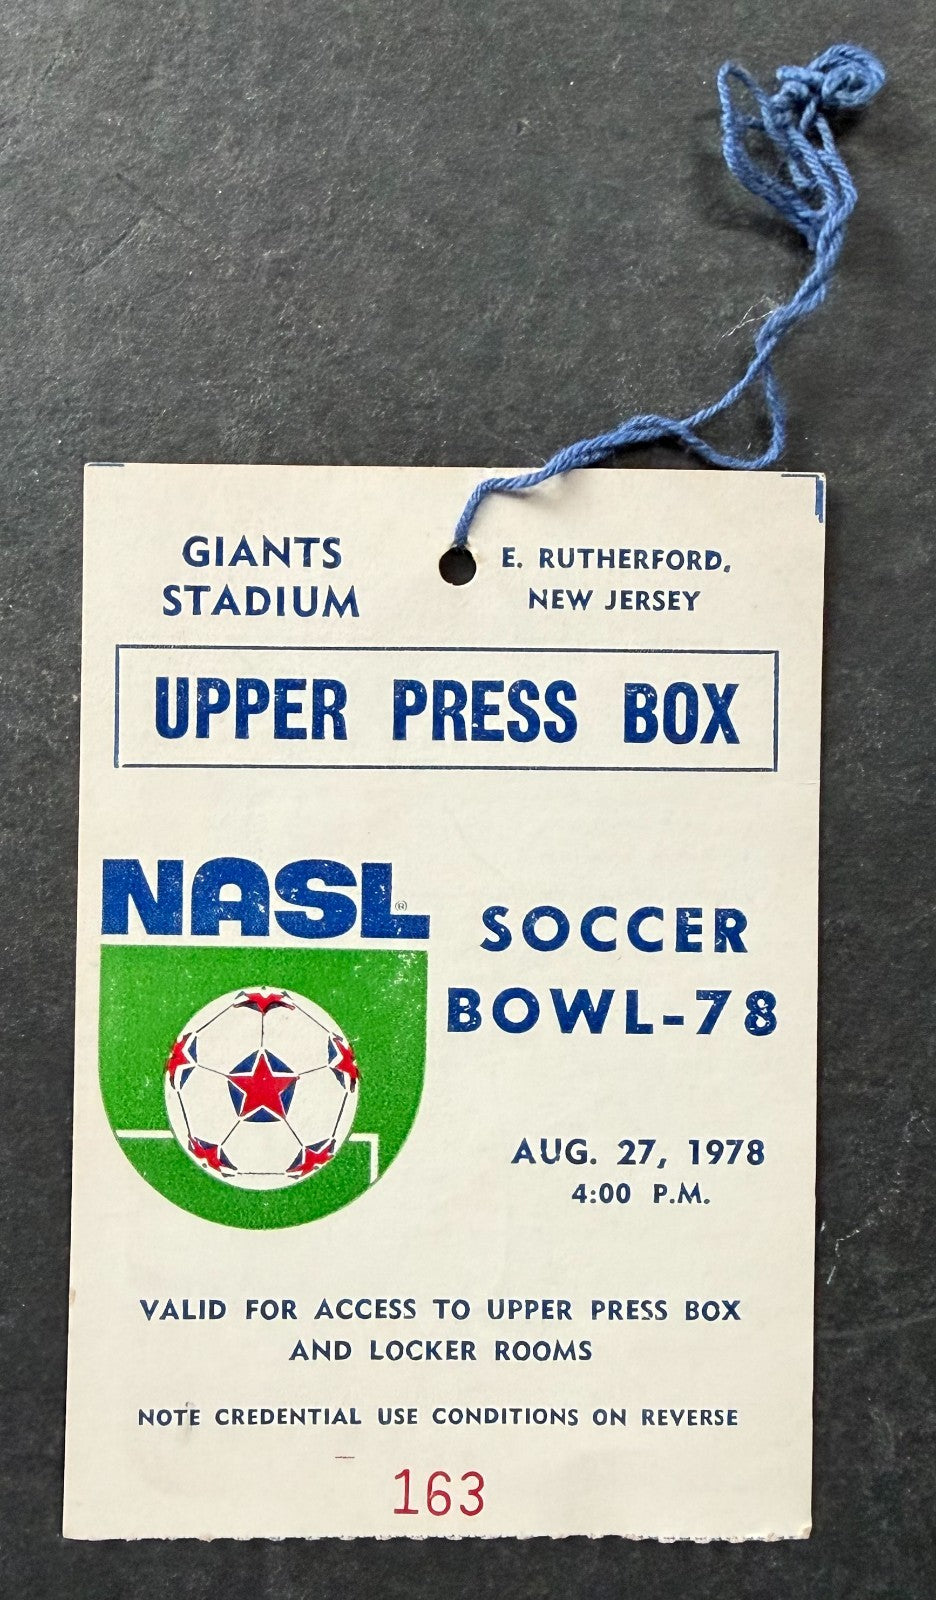 GIANTS STADIUM
E. RUTHERFORD, NEW JERSEY
UPPER PRESS BOX
NASL®
SOCCER
BOWL-78
AUG. 27, 1978
4:00 P.M.
VALID FOR ACCESS TO UPPER PRESS BOX
AND LOCKER ROOMS
NOTE CREDENTIAL USE CONDITIONS ON REVERSE
163